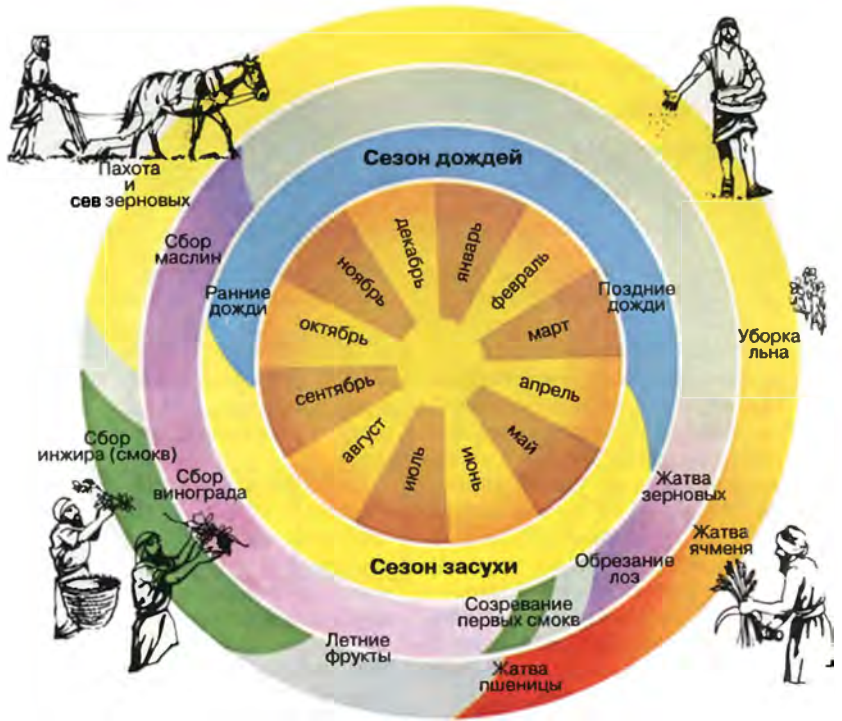 Сезон дождей
Пахота
и
сев зерновых
Сбор
маслин
Ранние
дожди
Поздние
дожди
Уборка
льна
январь
февраль
март
апрель
май
июнь
июль
август
сентябрь
октябрь
ноябрь
декабрь
Сбор
инжира (смокв)
Сбор
винограда
Жатва
зерновых
Жатва
ячменя
Обрезание
лоз
Сезон засухи
Созревание
первых смокв
Летние
фрукты
Жатва
пшеницы